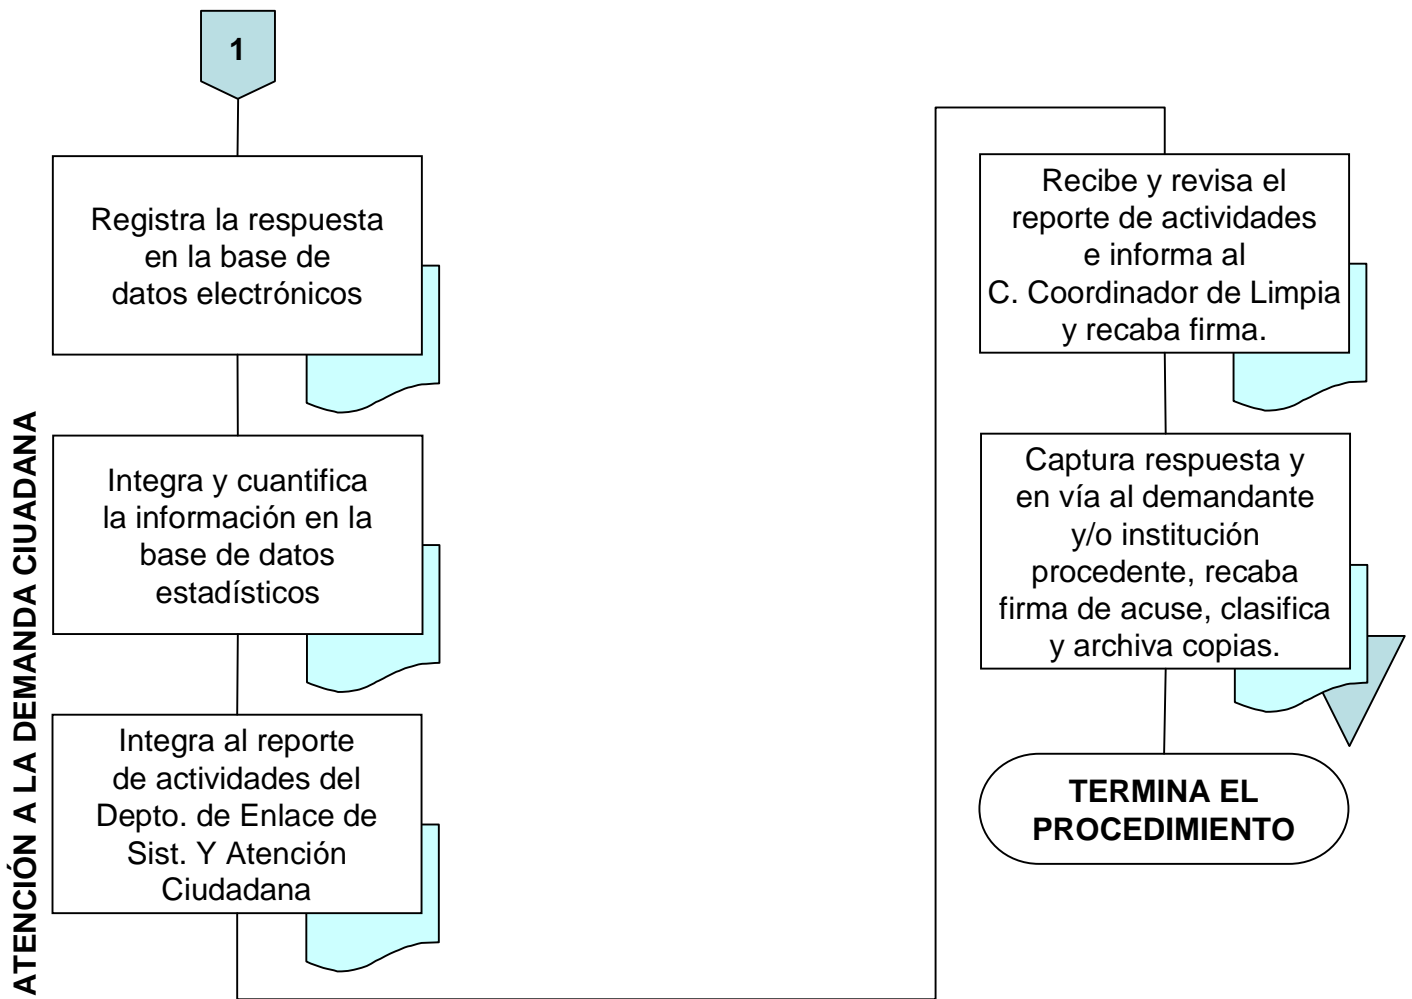 1
Registra la respuesta
en la base de
datos electrónicos
Integra y cuantifica
la información en la
base de datos
estadísticos
Integra al reporte
de actividades del
Depto. de Enlace de
Sist. Y Atención
Ciudadana
Recibe y revisa el
reporte de actividades
e informa al
C. Coordinador de Limpia
y recaba firma.
Captura respuesta y
en vía al demandante
y/o institución
procedente, recaba
firma de acuse, clasifica
y archiva copias.
TERMINA EL
PROCEDIMIENTO
ATENCIÓN A LA DEMANDA CIUADANA